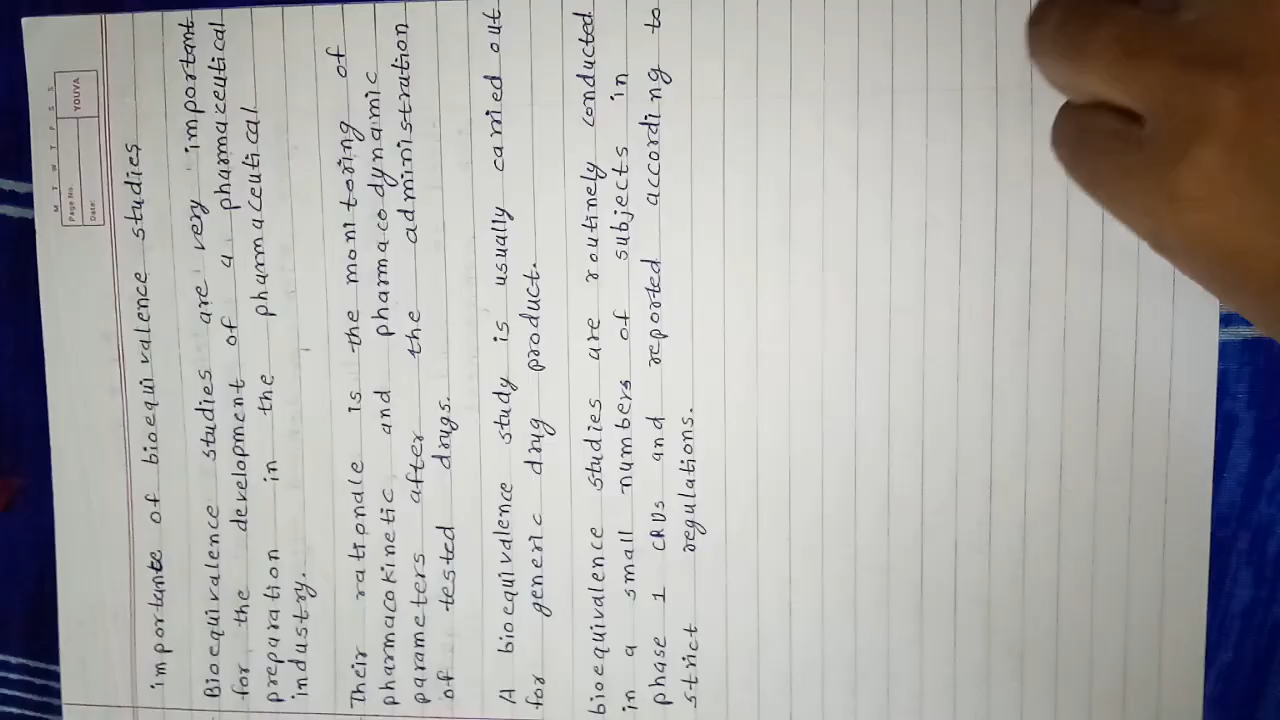 M T W T F S S
Page No.
Date:
YOUVA
importante of bioequivalence studies
Bioequivalence studies are very important
for the development of a pharmaceutical
preparation in the pharmaceutical
industry.
Their rationale is the monitoring of
pharmacokinetic and pharmacodynamic
parameters after the administration
of tested drugs.
A bioequivalence study is usually carried out
for generic drug product.
bioequivalence studies are routinely conducted
in a small numbers of subjects in
phase 1 CRUs and reported according to
strict regulations.